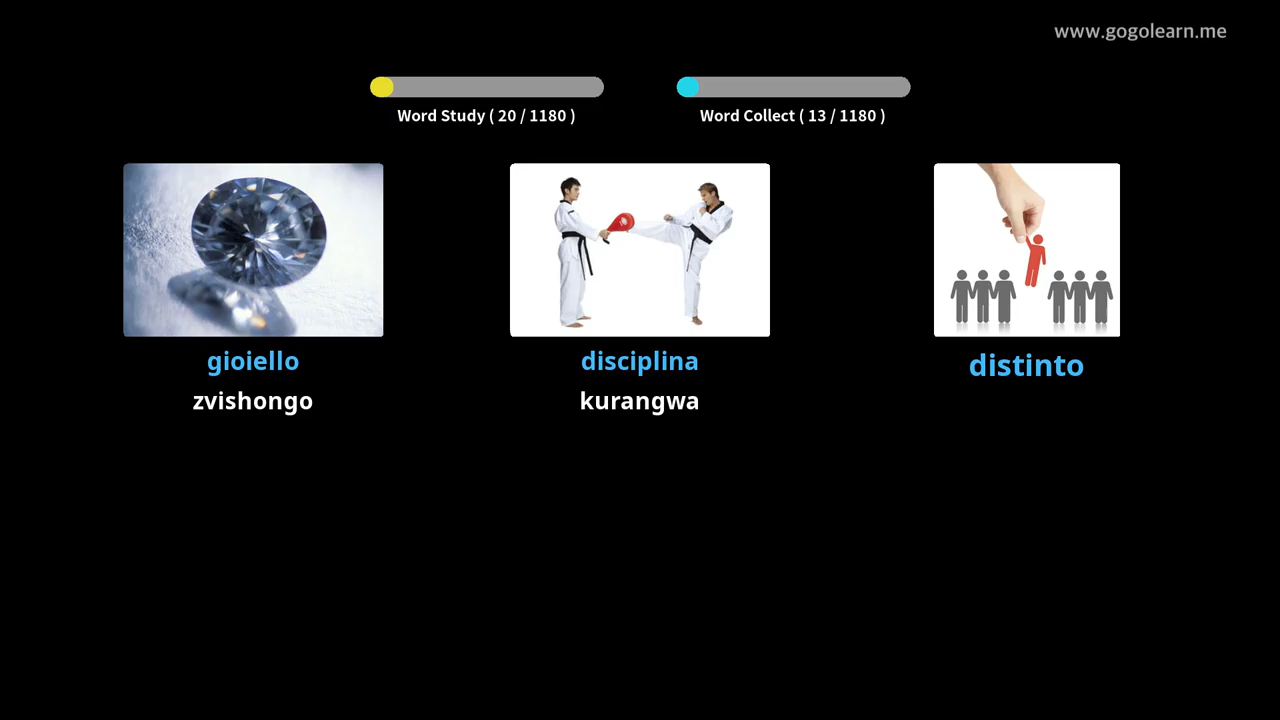 www.gogolearn.me
Word Study ( 20 / 1180 )
Word Collect ( 13 / 1180 )
gioiello
zvishongo
disciplina
kurangwa
distinto